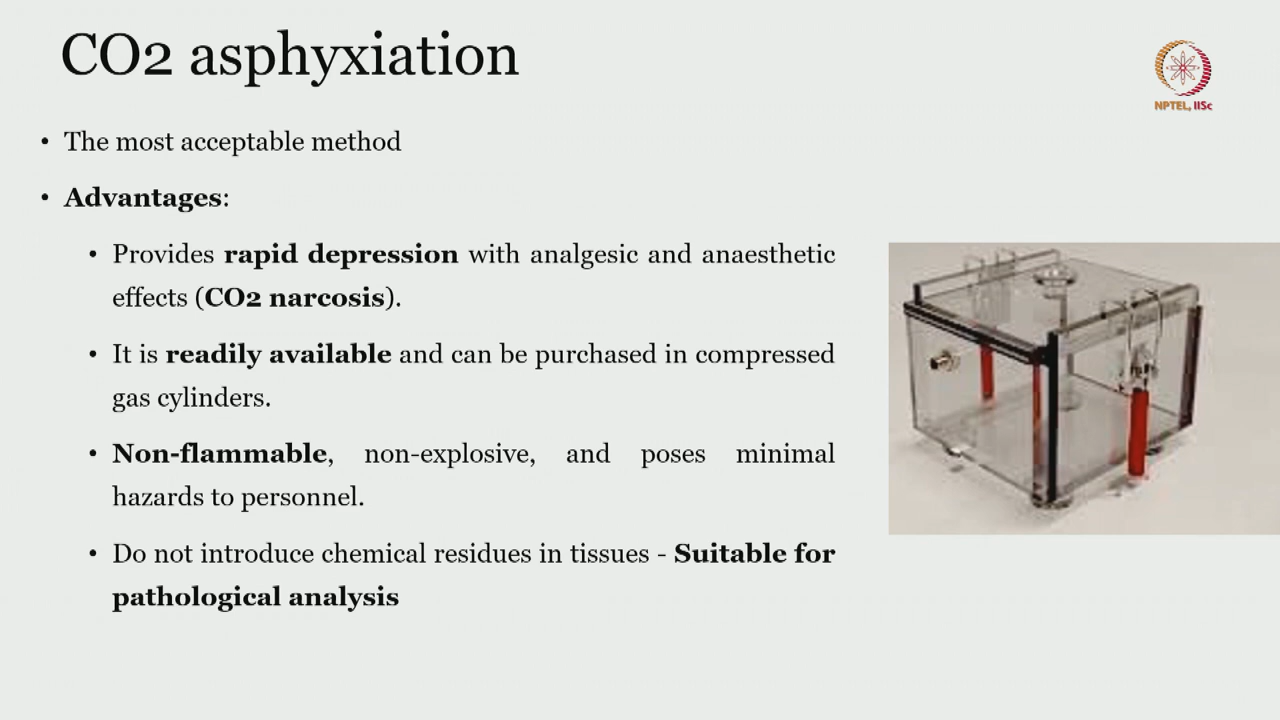 CO2 asphyxiation
NPTEL, IISc
• The most acceptable method
• Advantages:
• Provides rapid depression with analgesic and anaesthetic
effects (CO2 narcosis).
• It is readily available and can be purchased in compressed
gas cylinders.
• Non-flammable, non-explosive, and poses minimal
hazards to personnel.
• Do not introduce chemical residues in tissues - Suitable for
pathological analysis